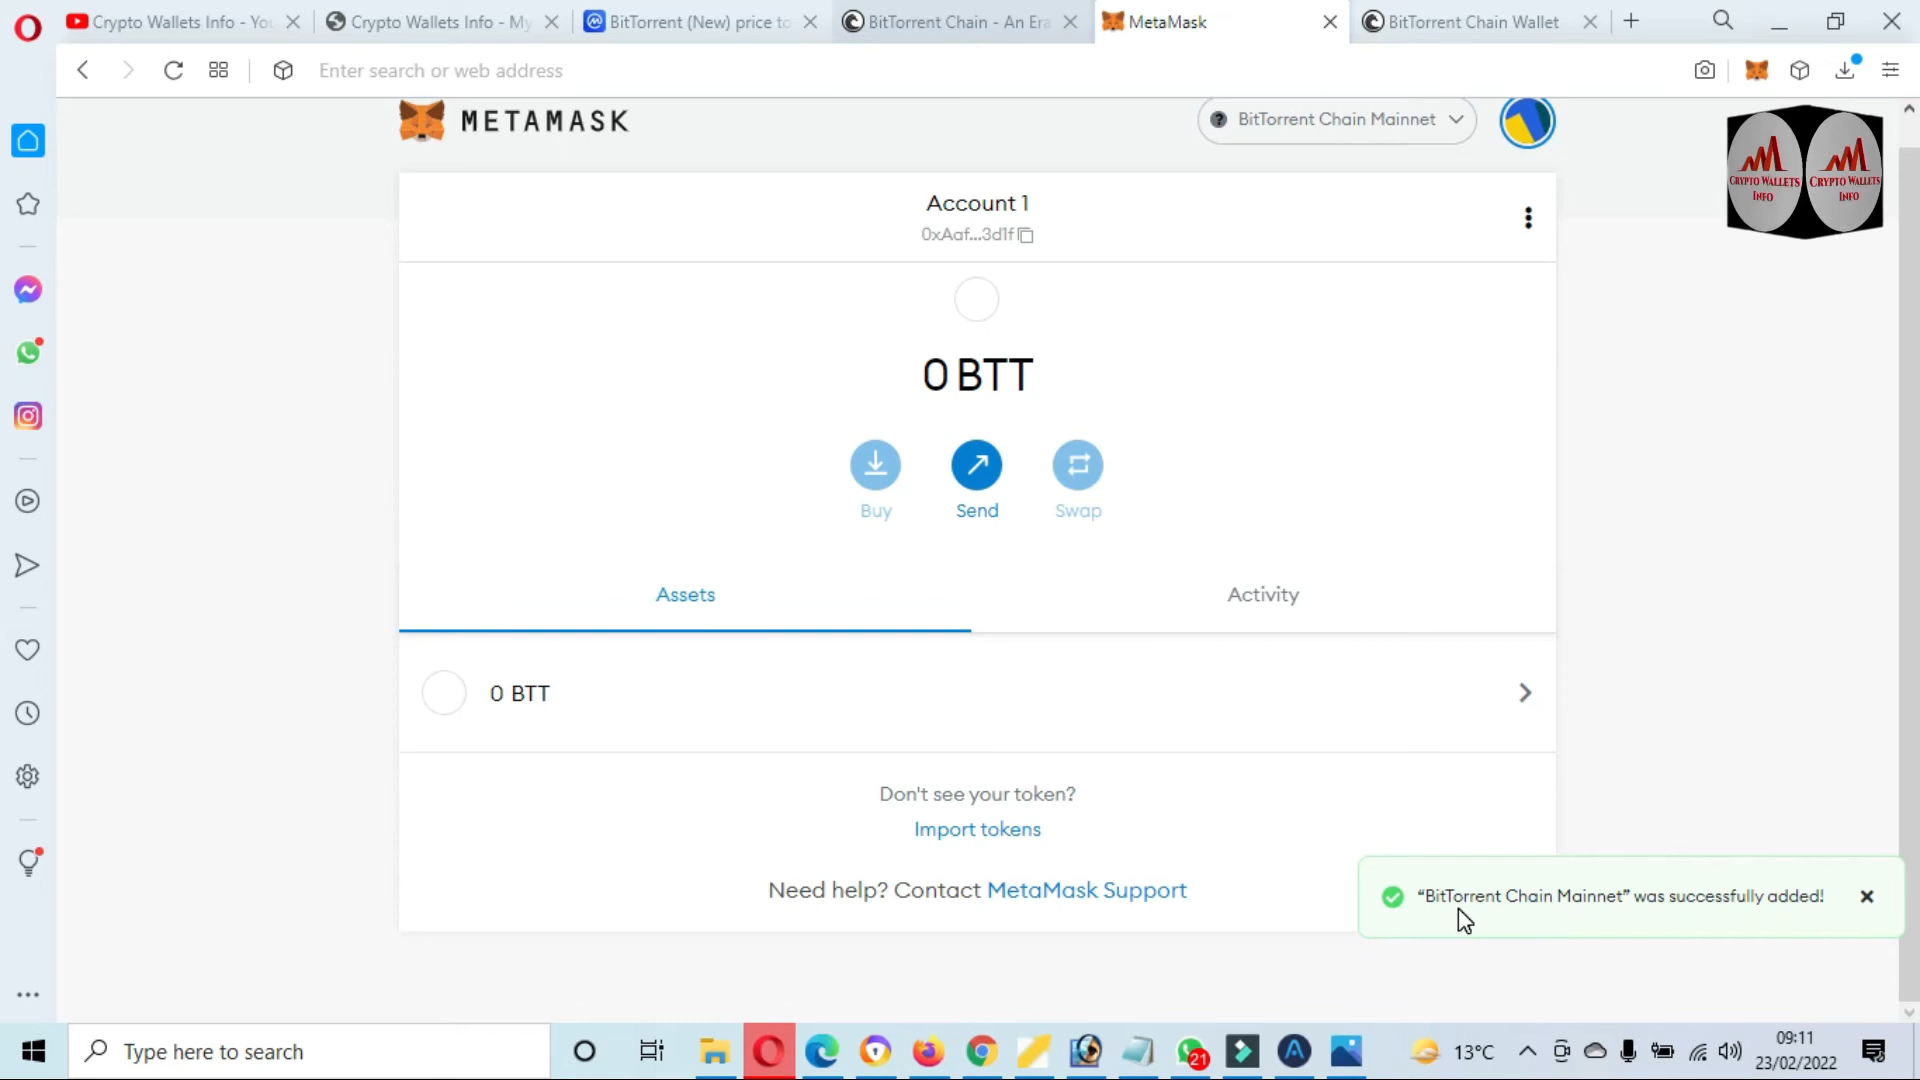 Crypto Wallets Info - You
Crypto Wallets Info - My
BitTorrent (New) price to
BitTorrent Chain - An Era
MetaMask
BitTorrent Chain Wallet
Enter search or web address
METAMASK
BitTorrent Chain Mainnet
CRYPTO WALLETS INFO
CRYPTO WALLETS INFO
Account 1
0xAaf...3d1f
0 BTT
Buy
Send
Swap
Assets
Activity
0 BTT
Don't see your token?
Import tokens
Need help? Contact MetaMask Support
“BitTorrent Chain Mainnet” was successfully added!
Type here to search
21
13°C
09:11
23/02/2022